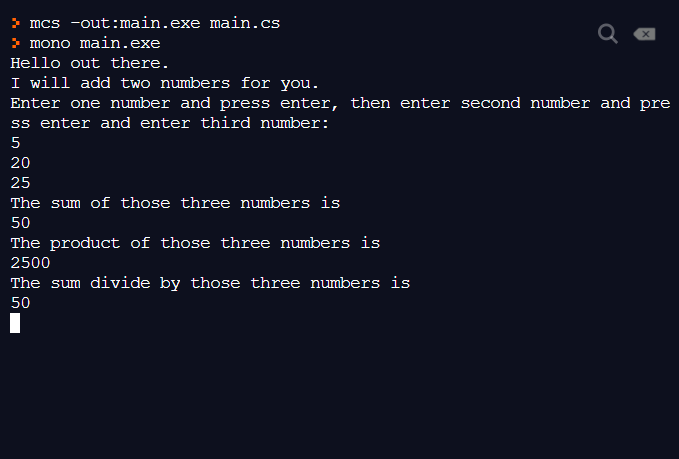 > mcs -out:main.exe main.cs
> mono main.exe
Hello out there.
I will add two numbers for you.
Enter one number and press enter, then enter second number and pre
ss enter and enter third number:
5
20
25
The sum of those three numbers is
50
The product of those three numbers is
2500
The sum divide by those three numbers is
50